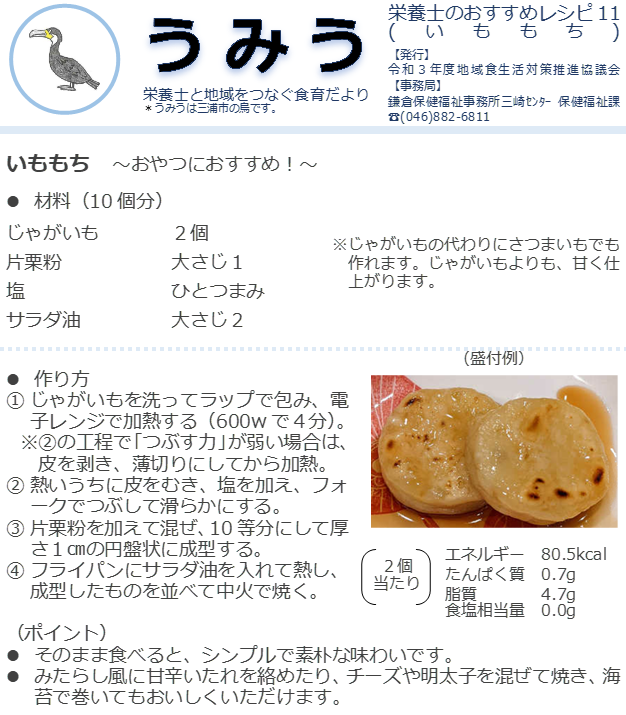 うみう
栄養士と地域をつなぐ食育だより
＊うみうは三浦市の鳥です。
栄養士のおすすめレシピ 11
(いももち)
【発行】
令和３年度地域食生活対策推進協議会
【事務局】
鎌倉保健福祉事務所三崎ｾﾝﾀｰ 保健福祉課
☎(046)882-6811
いももち　～おやつにおすすめ！～
● 材料（10 個分）
じゃがいも　２個
片栗粉　大さじ１
塩　ひとつまみ
サラダ油　大さじ２
※じゃがいもの代わりにさつまいもでも
作れます。じゃがいもよりも、甘く仕
上がります。
● 作り方
① じゃがいもを洗ってラップで包み、電
子レンジで加熱する（600w で４分）。
※②の工程で「つぶす力」が弱い場合は、
皮を剥き、薄切りにしてから加熱。
② 熱いうちに皮をむき、塩を加え、フォ
ークでつぶして滑らかにする。
③ 片栗粉を加えて混ぜ、10 等分にして厚
さ１㎝の円盤状に成型する。
④ フライパンにサラダ油を入れて熱し、
成型したものを並べて中火で焼く。
（盛付例）
２個
当たり
エネルギー　80.5kcal
たんぱく質　0.7g
脂質　4.7g
食塩相当量　0.0g
（ポイント）
● そのまま食べると、シンプルで素朴な味わいです。
● みたらし風に甘辛いたれを絡めたり、チーズや明太子を混ぜて焼き、海
苔で巻いてもおいしくいただけます。